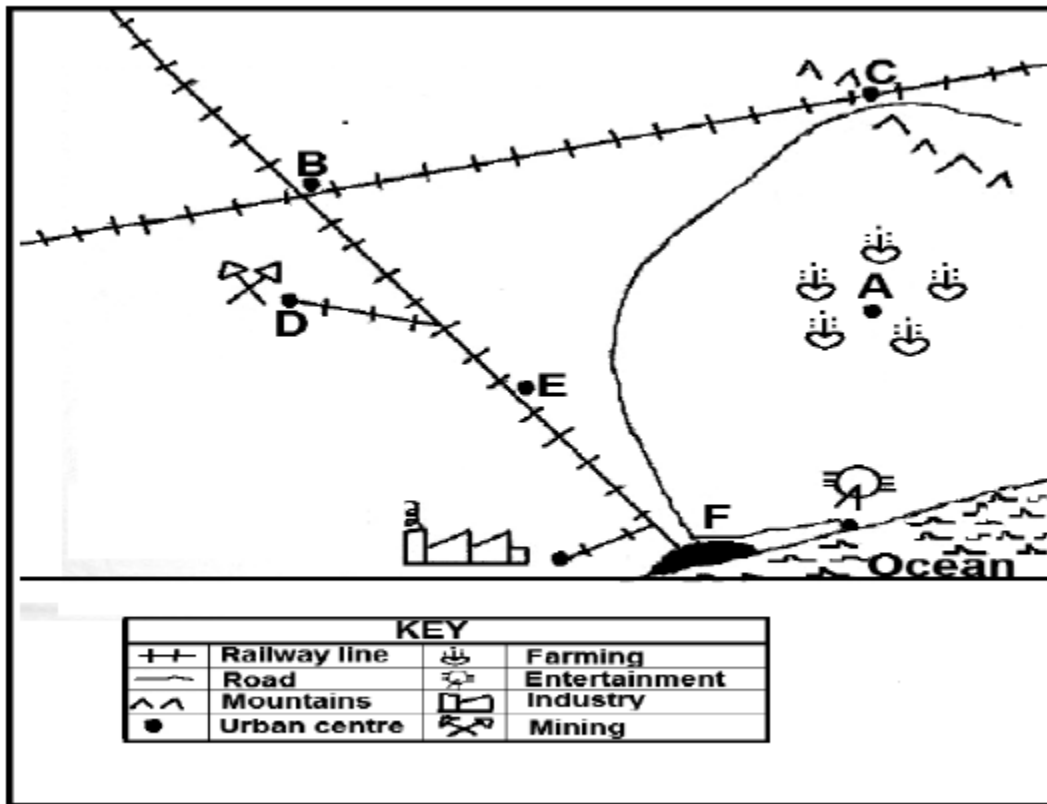 C
B
A
D
E
F
Ocean
KEY
Railway line Farming
Road Entertainment
Mountains Industry
Urban centre Mining